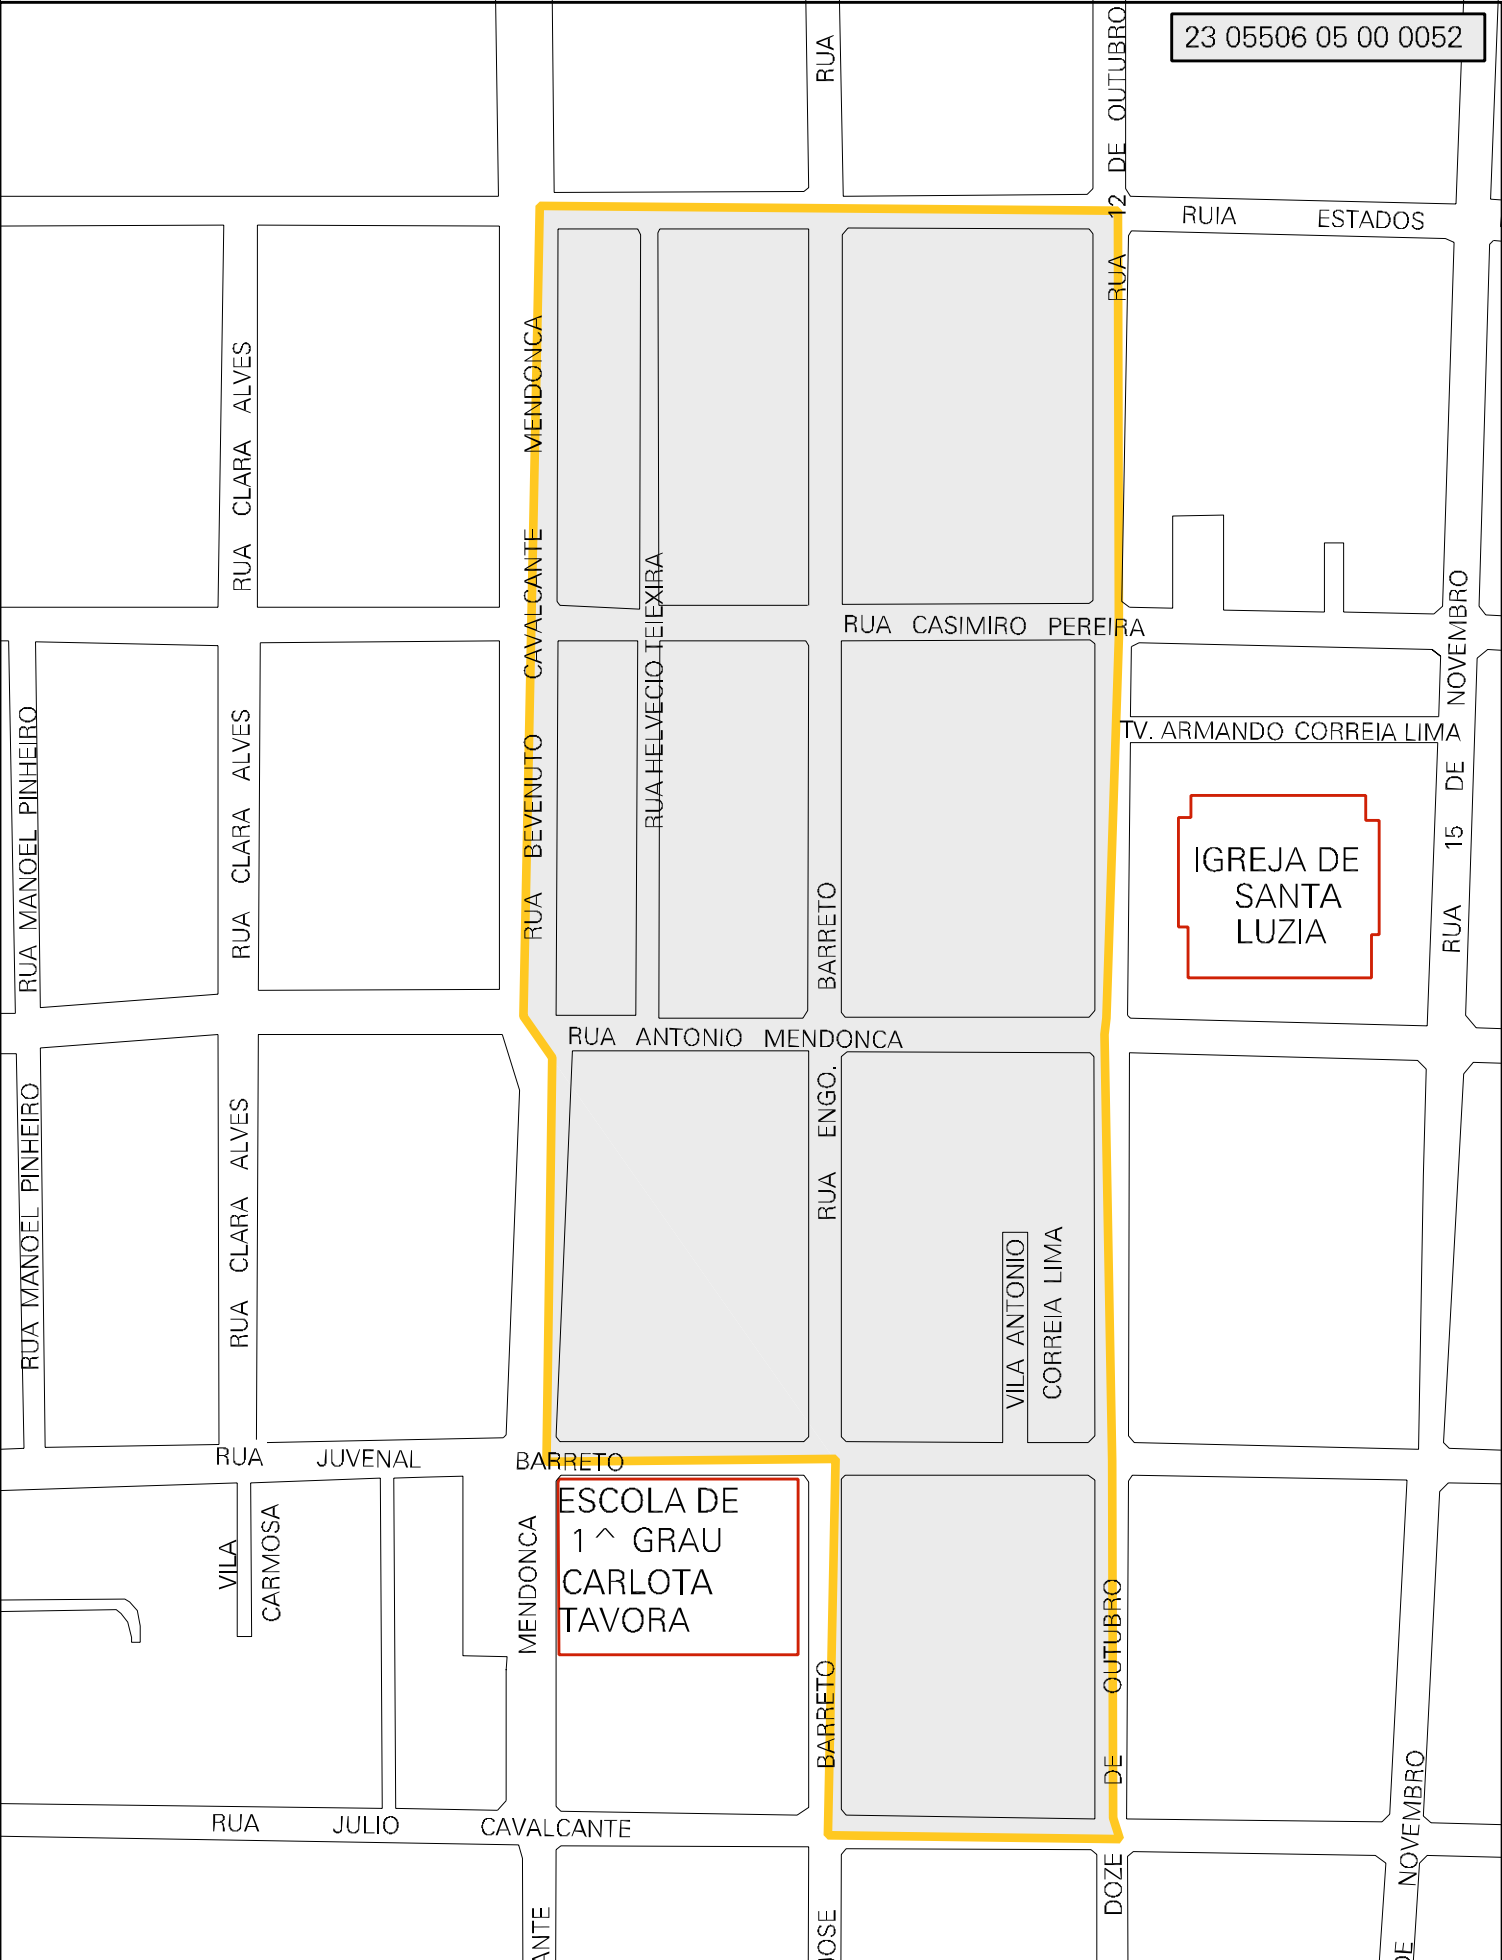 23 05506 05 00 0052
RUA
RUA 12 DE OUTUBRO
RUIA ESTADOS
RUA CLARA ALVES
RUA BEVENUTO CAVALCANTE MENDONCA
RUA HELVECIO TEIEXIRA
RUA CASIMIRO PEREIRA
RUA 15 DE NOVEMBRO
TV. ARMANDO CORREIA LIMA
RUA MANOEL PINHEIRO
RUA CLARA ALVES
IGREJA DE
SANTA
LUZIA
RUA ENGO. BARRETO
RUA ANTONIO MENDONCA
RUA MANOEL PINHEIRO
RUA CLARA ALVES
VILA ANTONIO
CORREIA LIMA
RUA JUVENAL BARRETO
ESCOLA DE
1^ GRAU
CARLOTA
TAVORA
VILA
CARMOSA
MENDONCA
BARRETO
DOZE DE OUTUBRO
RUA JULIO CAVALCANTE
NOVEMBRO
ANTE
JOSE
DE